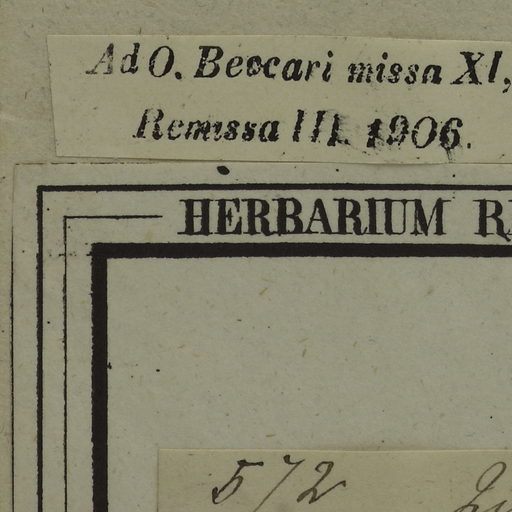 Ad O. Beccari missa XI,
Remissa III. 1906.
HERBARIUM
572